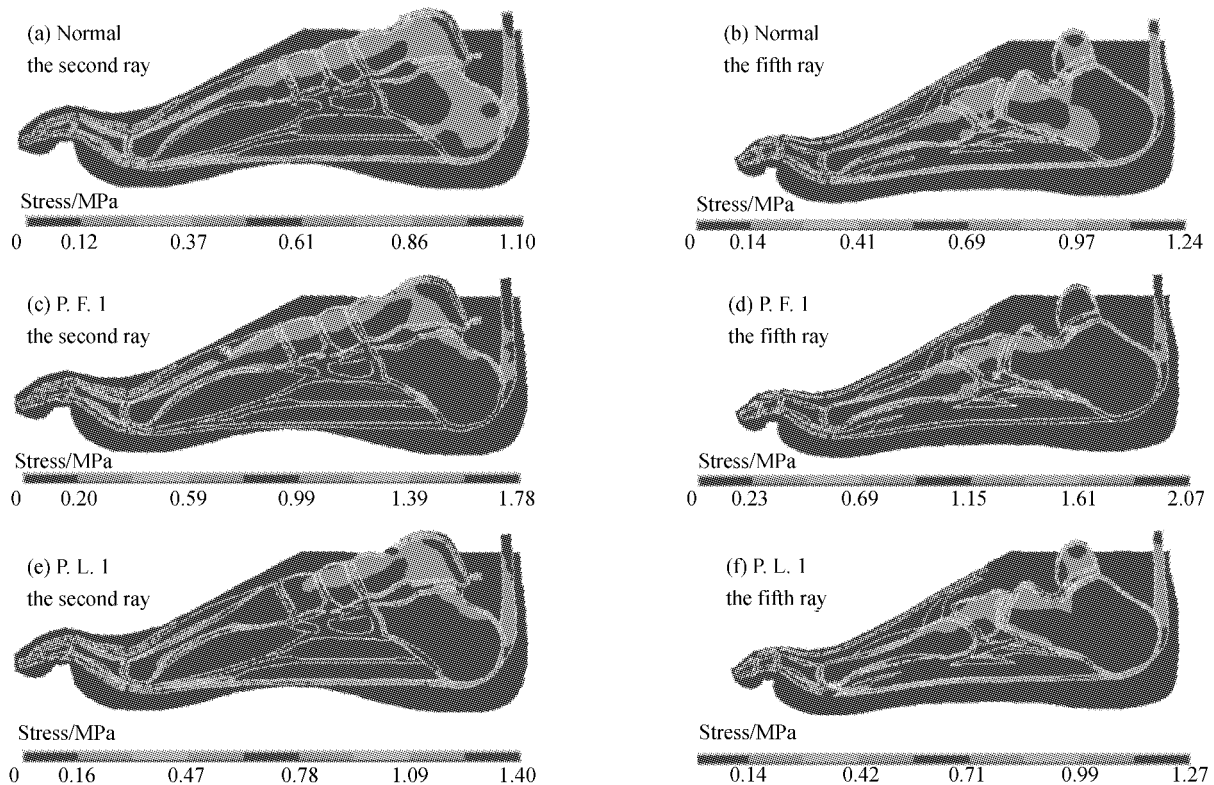 (a) Normal
the second ray
Stress/MPa
0 0.12 0.37 0.61 0.86 1.10
(b) Normal
the fifth ray
Stress/MPa
0 0.14 0.41 0.69 0.97 1.24
(c) P. F. 1
the second ray
Stress/MPa
0 0.20 0.59 0.99 1.39 1.78
(d) P. F. 1
the fifth ray
Stress/MPa
0 0.23 0.69 1.15 1.61 2.07
(e) P. L. 1
the second ray
Stress/MPa
0 0.16 0.47 0.78 1.09 1.40
(f) P. L. 1
the fifth ray
Stress/MPa
0.14 0.42 0.71 0.99 1.27